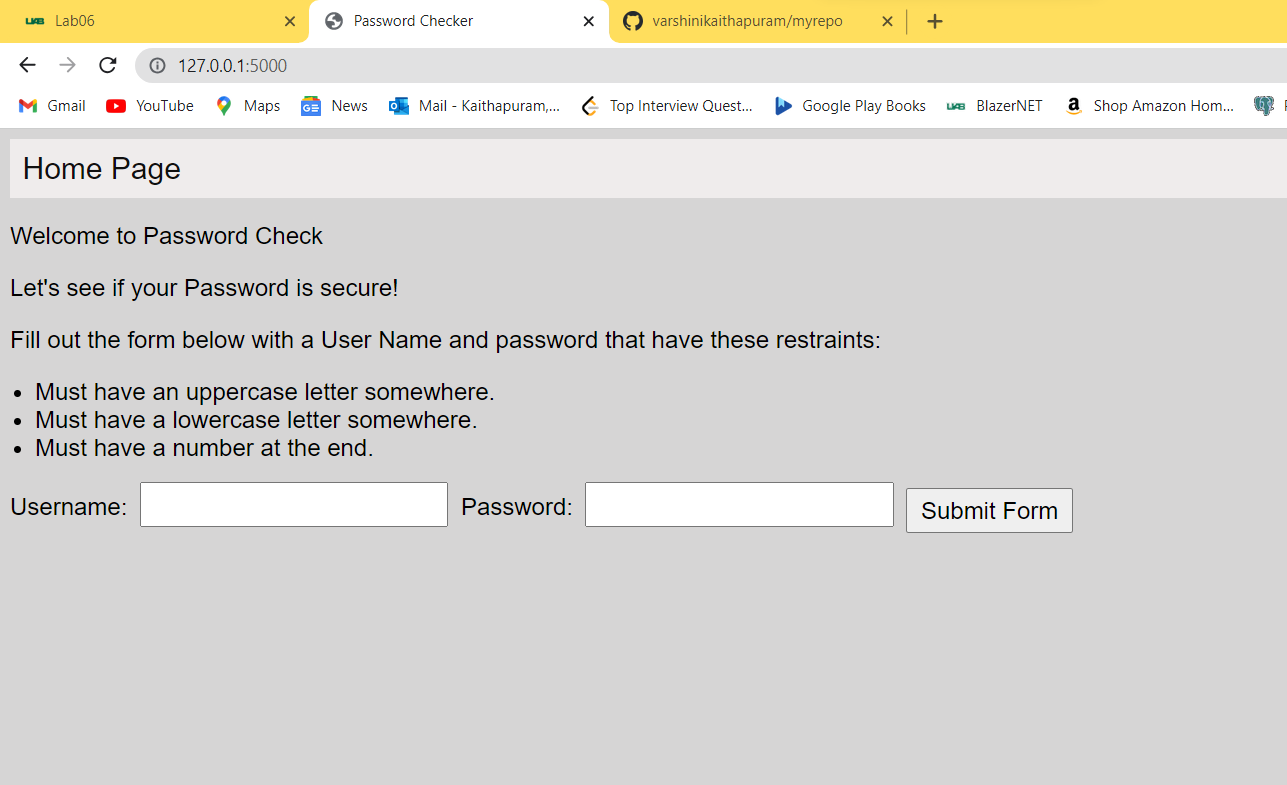 UAB Lab06 Password Checker varshinikaithapuram/myrepo
127.0.0.1:5000
Gmail YouTube Maps News Mail - Kaithapuram,... Top Interview Quest... Google Play Books UAB BlazerNET a Shop Amazon Hom...
Home Page
Welcome to Password Check
Let's see if your Password is secure!
Fill out the form below with a User Name and password that have these restraints:
• Must have an uppercase letter somewhere.
• Must have a lowercase letter somewhere.
• Must have a number at the end.
Username: Password: Submit Form